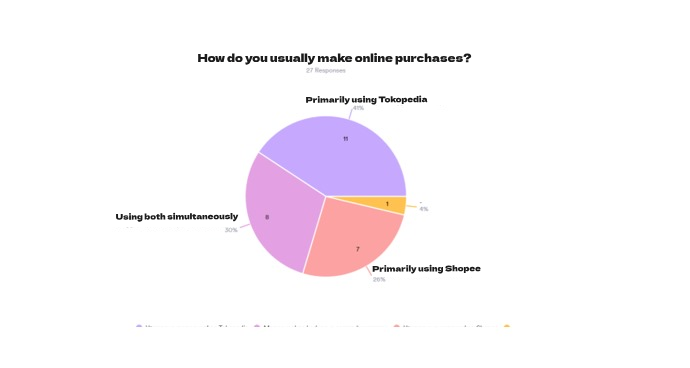 How do you usually make online purchases?
27 Responses
Primarily using Tokopedia
41%
11
1
-
4%
Using both simultaneously
8
30%
7
Primarily using Shopee
26%